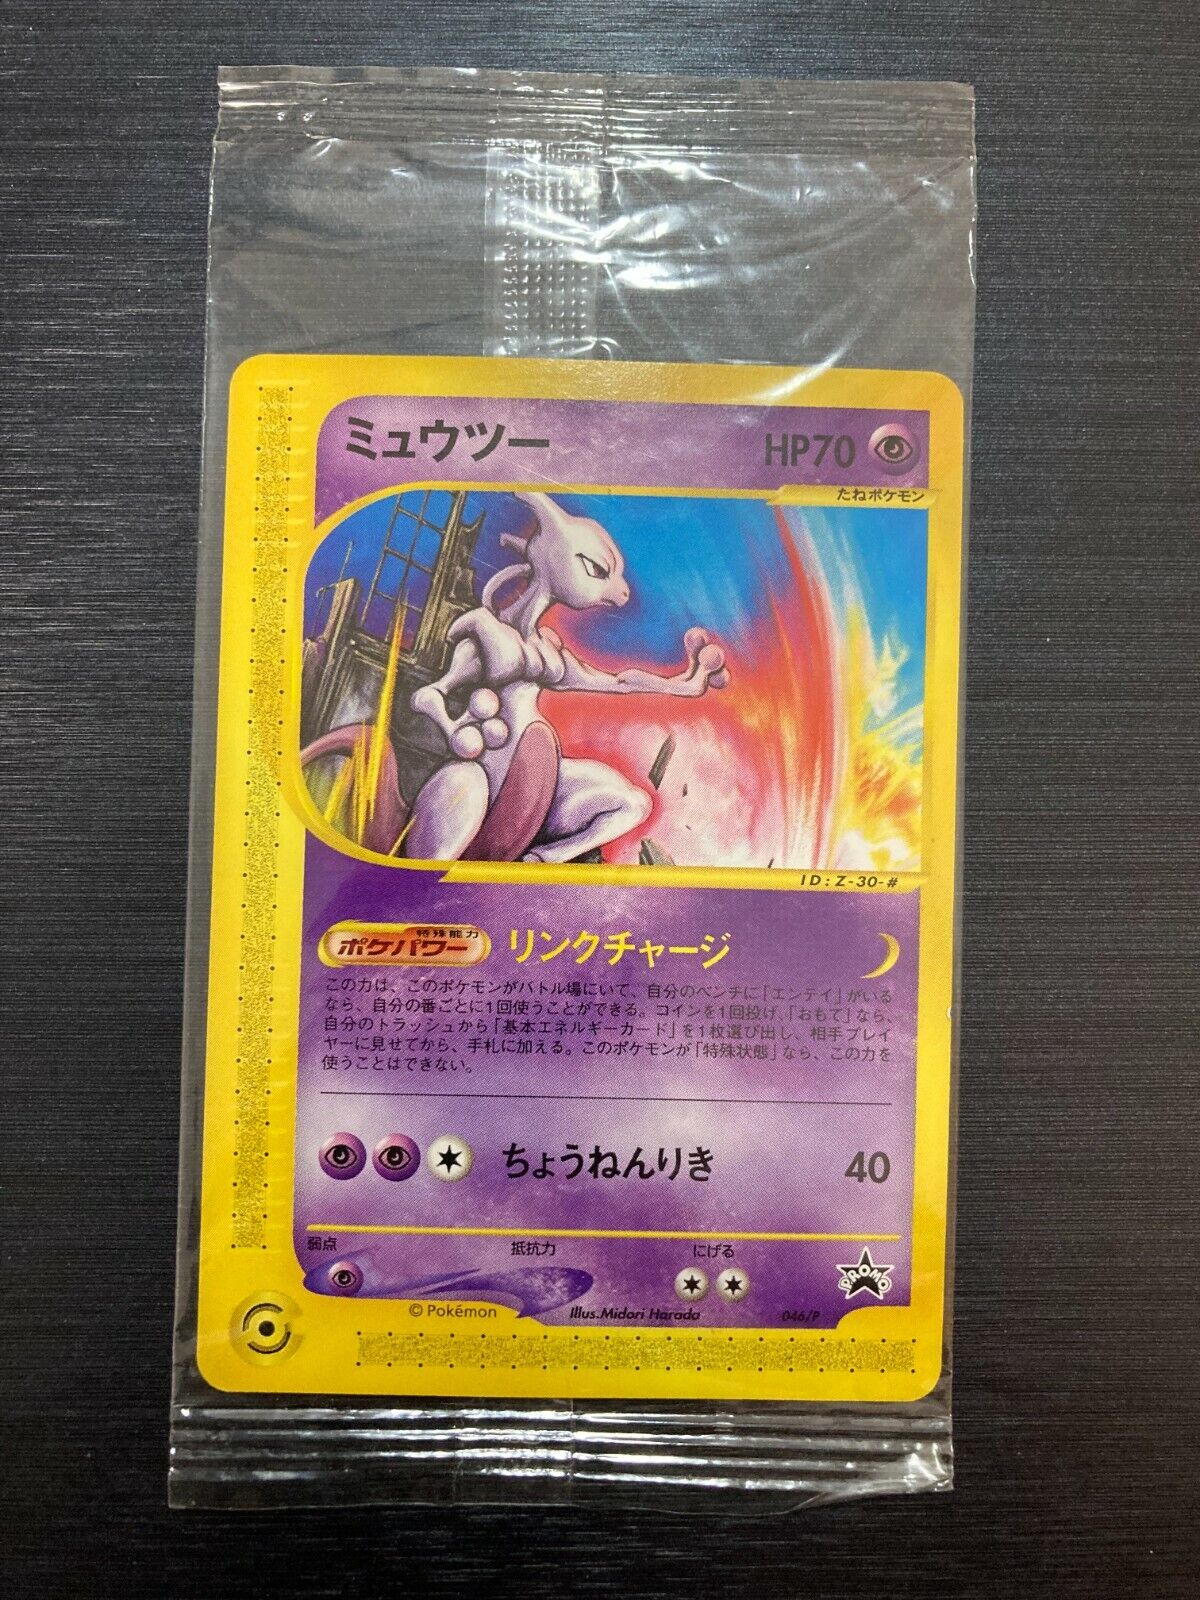 ミュウツー
HP70
たねポケモン
ID:Z-30-#
特殊能力
ポケパワー
リンクチャージ
この力は、このポケモンがバトル場にいて、自分のベンチに「エンテイ」がいる
なら、自分の番ごとに1回使うことができる。コインを1回投げ、「おもて」なら、
自分のトラッシュから「基本エネルギーカード」を1枚選び出し、相手プレイ
ヤーに見せてから、手札に加える。このポケモンが「特殊状態」なら、この力を
使うことはできない。
ちょうねんりき
40
弱点
抵抗力
にげる
PROMO
© Pokémon
Illus.Midori Harada
046/P